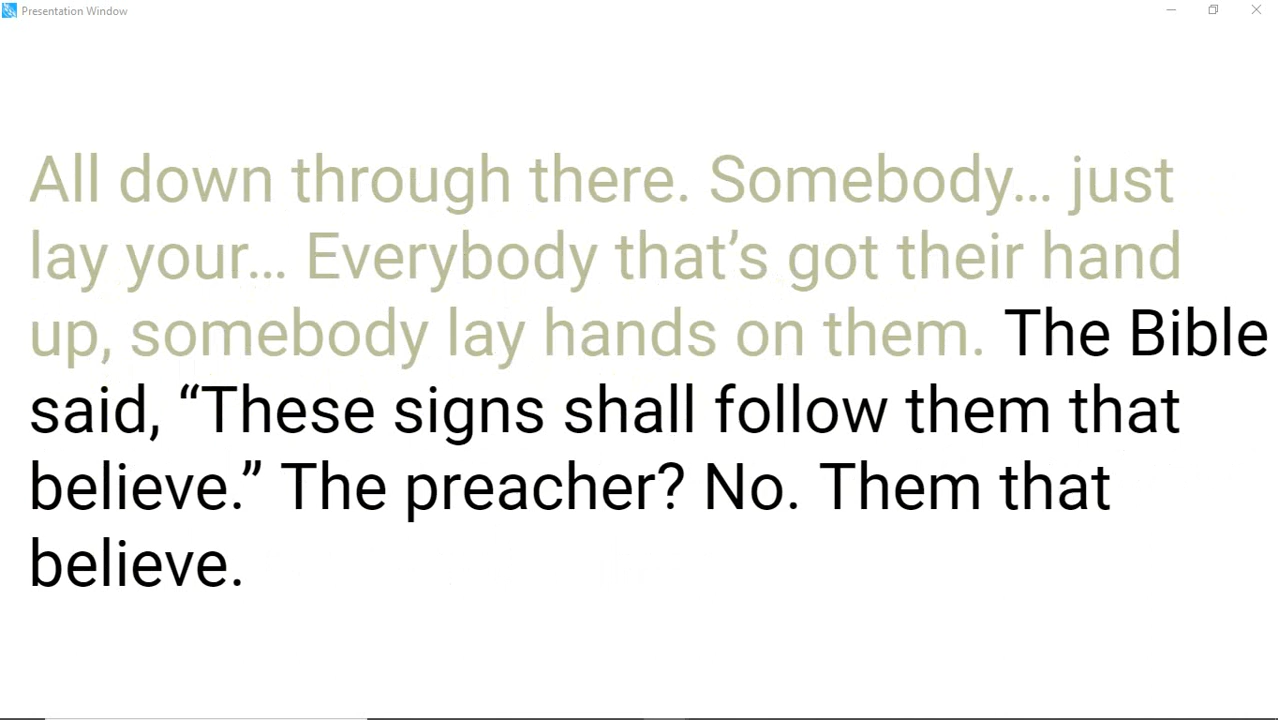 Presentation Window
All down through there. Somebody… just
lay your… Everybody that’s got their hand
up, somebody lay hands on them. The Bible
said, “These signs shall follow them that
believe.” The preacher? No. Them that
believe.